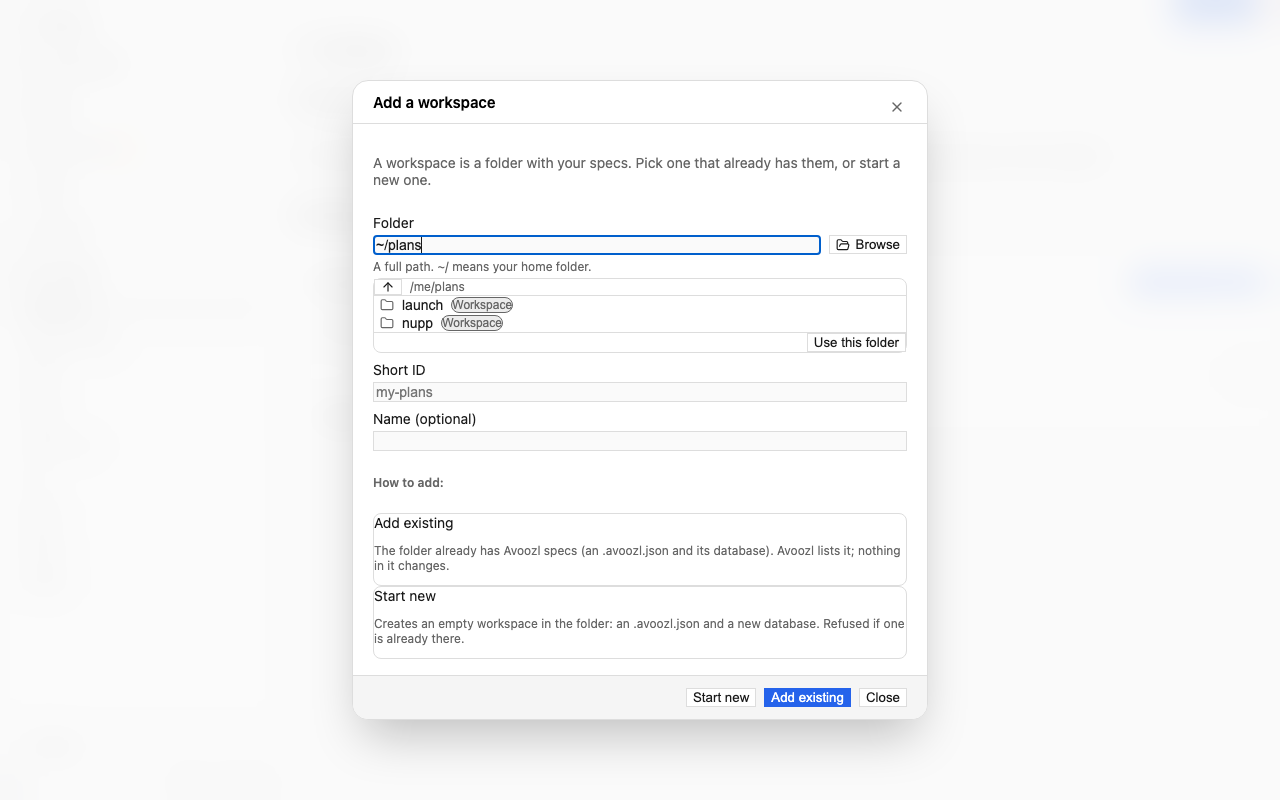 Add a workspace
A workspace is a folder with your specs. Pick one that already has them, or start a
new one.
Folder
~/plans
Browse
A full path. ~/ means your home folder.
/me/plans
launch Workspace
nupp Workspace
Use this folder
Short ID
my-plans
Name (optional)
How to add:
Add existing
The folder already has Avoozl specs (an .avoozl.json and its database). Avoozl lists it; nothing
in it changes.
Start new
Creates an empty workspace in the folder: an .avoozl.json and a new database. Refused if one
is already there.
Start new
Add existing
Close